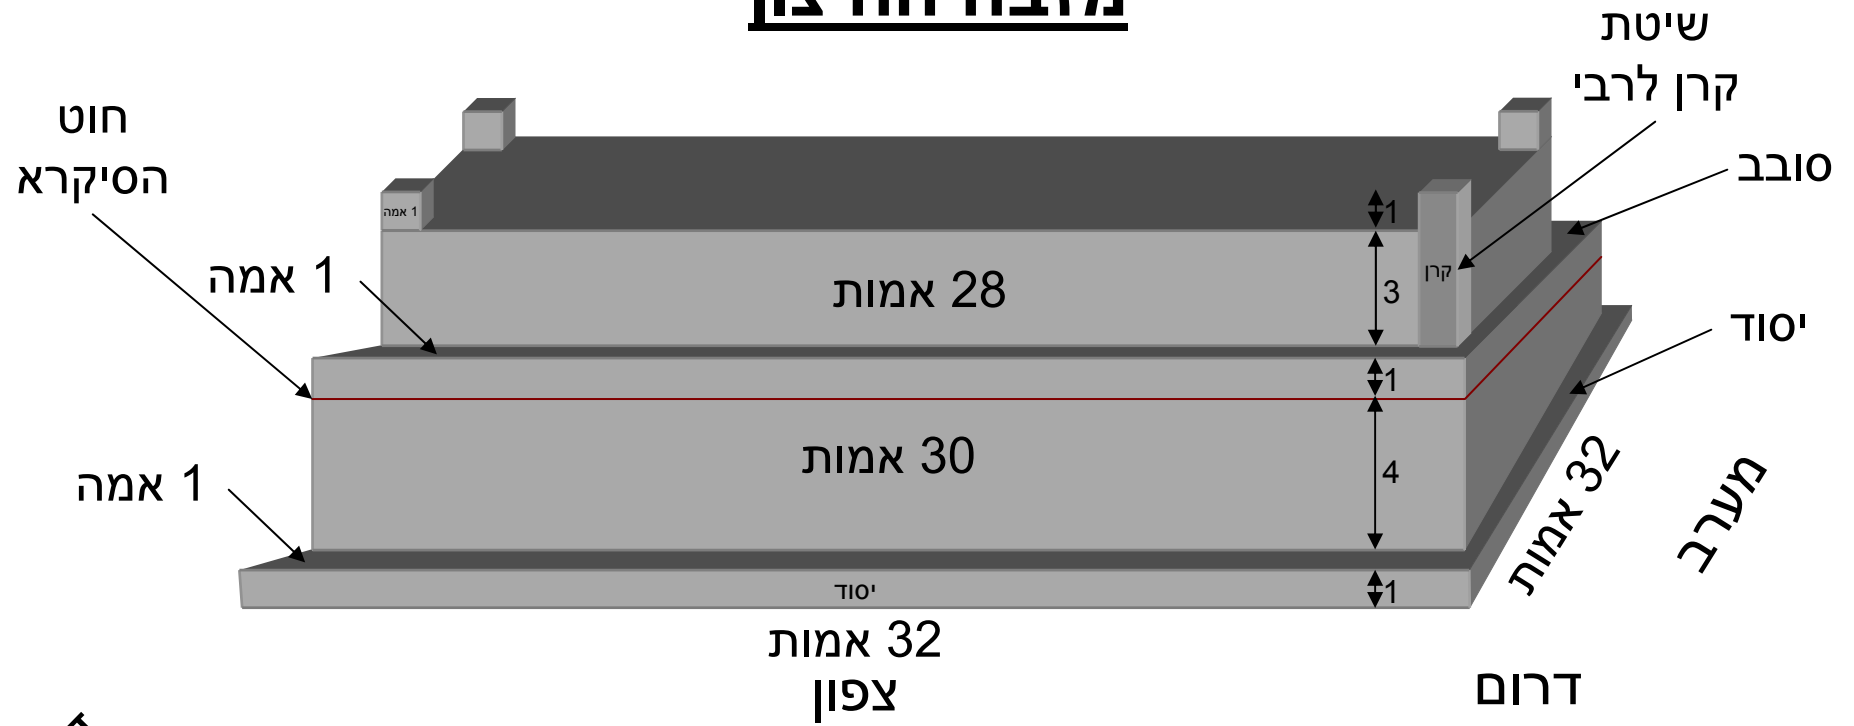 שיטת
קרן לרבי
חוט
הסיקרא
סובב
1 אמה
1
קרן
1 אמה
28 אמות
3
יסוד
1
30 אמות
4
1 אמה
32 אמות
מערב
יסוד
1
32 אמות
צפון
דרום